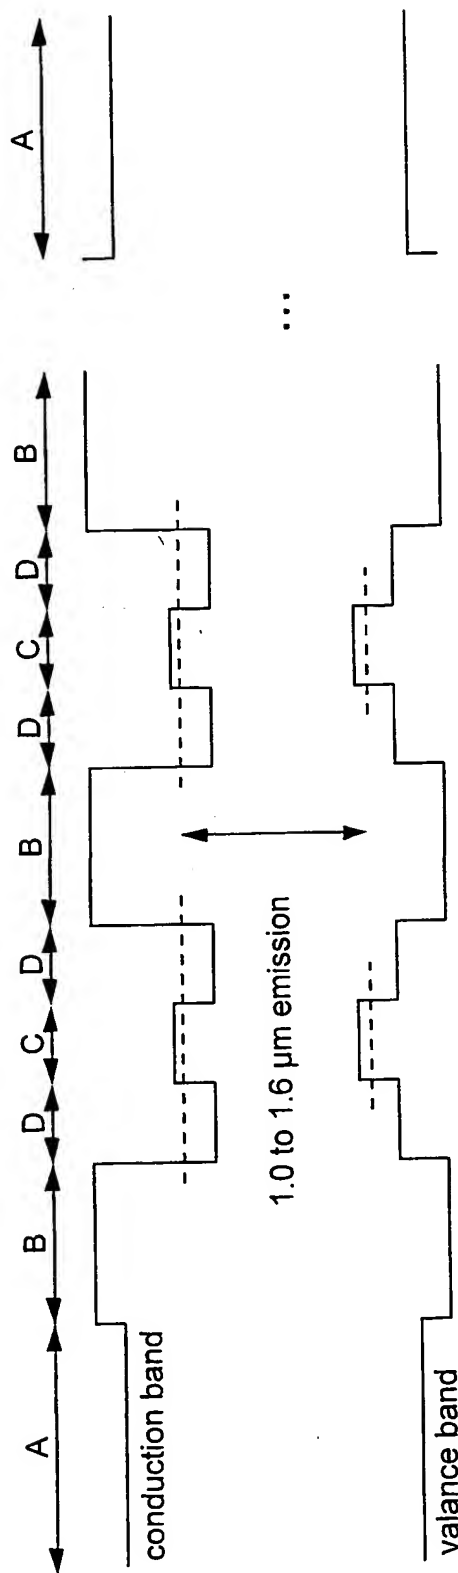 A B D C D B D C D B A
...
1.0 to 1.6 µm emission
conduction band
valance band